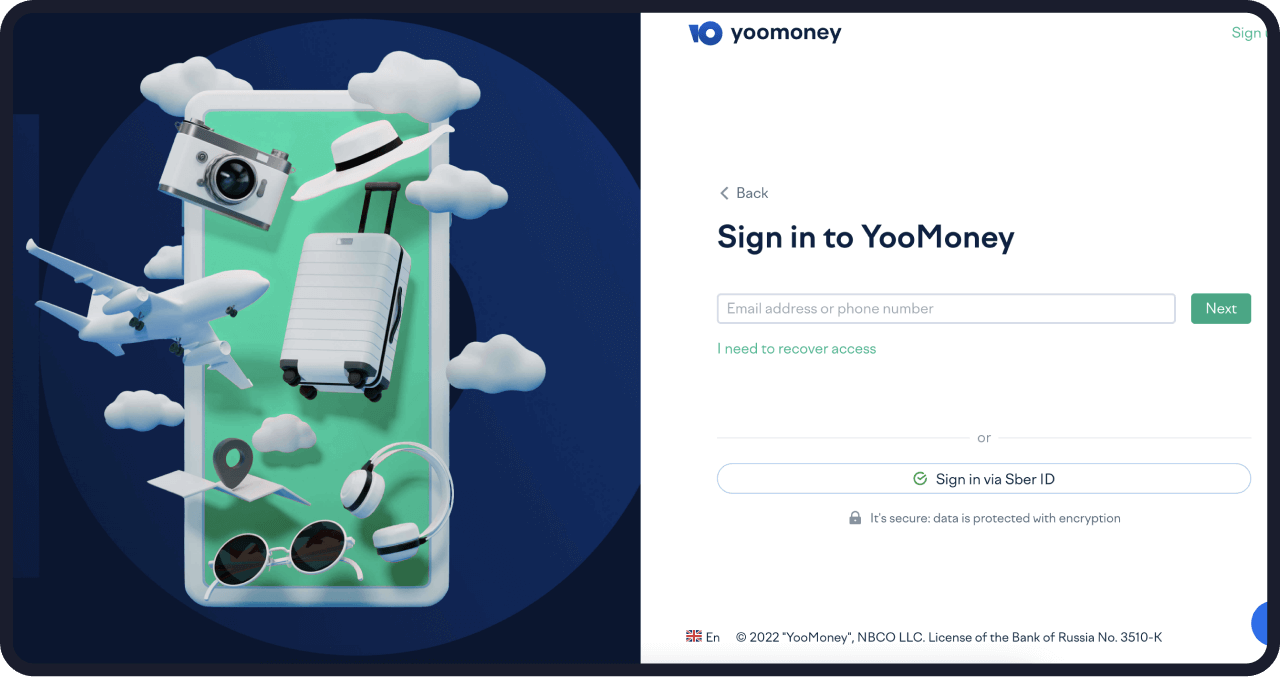 yoomoney
Sign
Back
Sign in to YooMoney
Email address or phone number
Next
I need to recover access
or
Sign in via Sber ID
It's secure: data is protected with encryption
En © 2022 "YooMoney", NBCO LLC. License of the Bank of Russia No. 3510-K